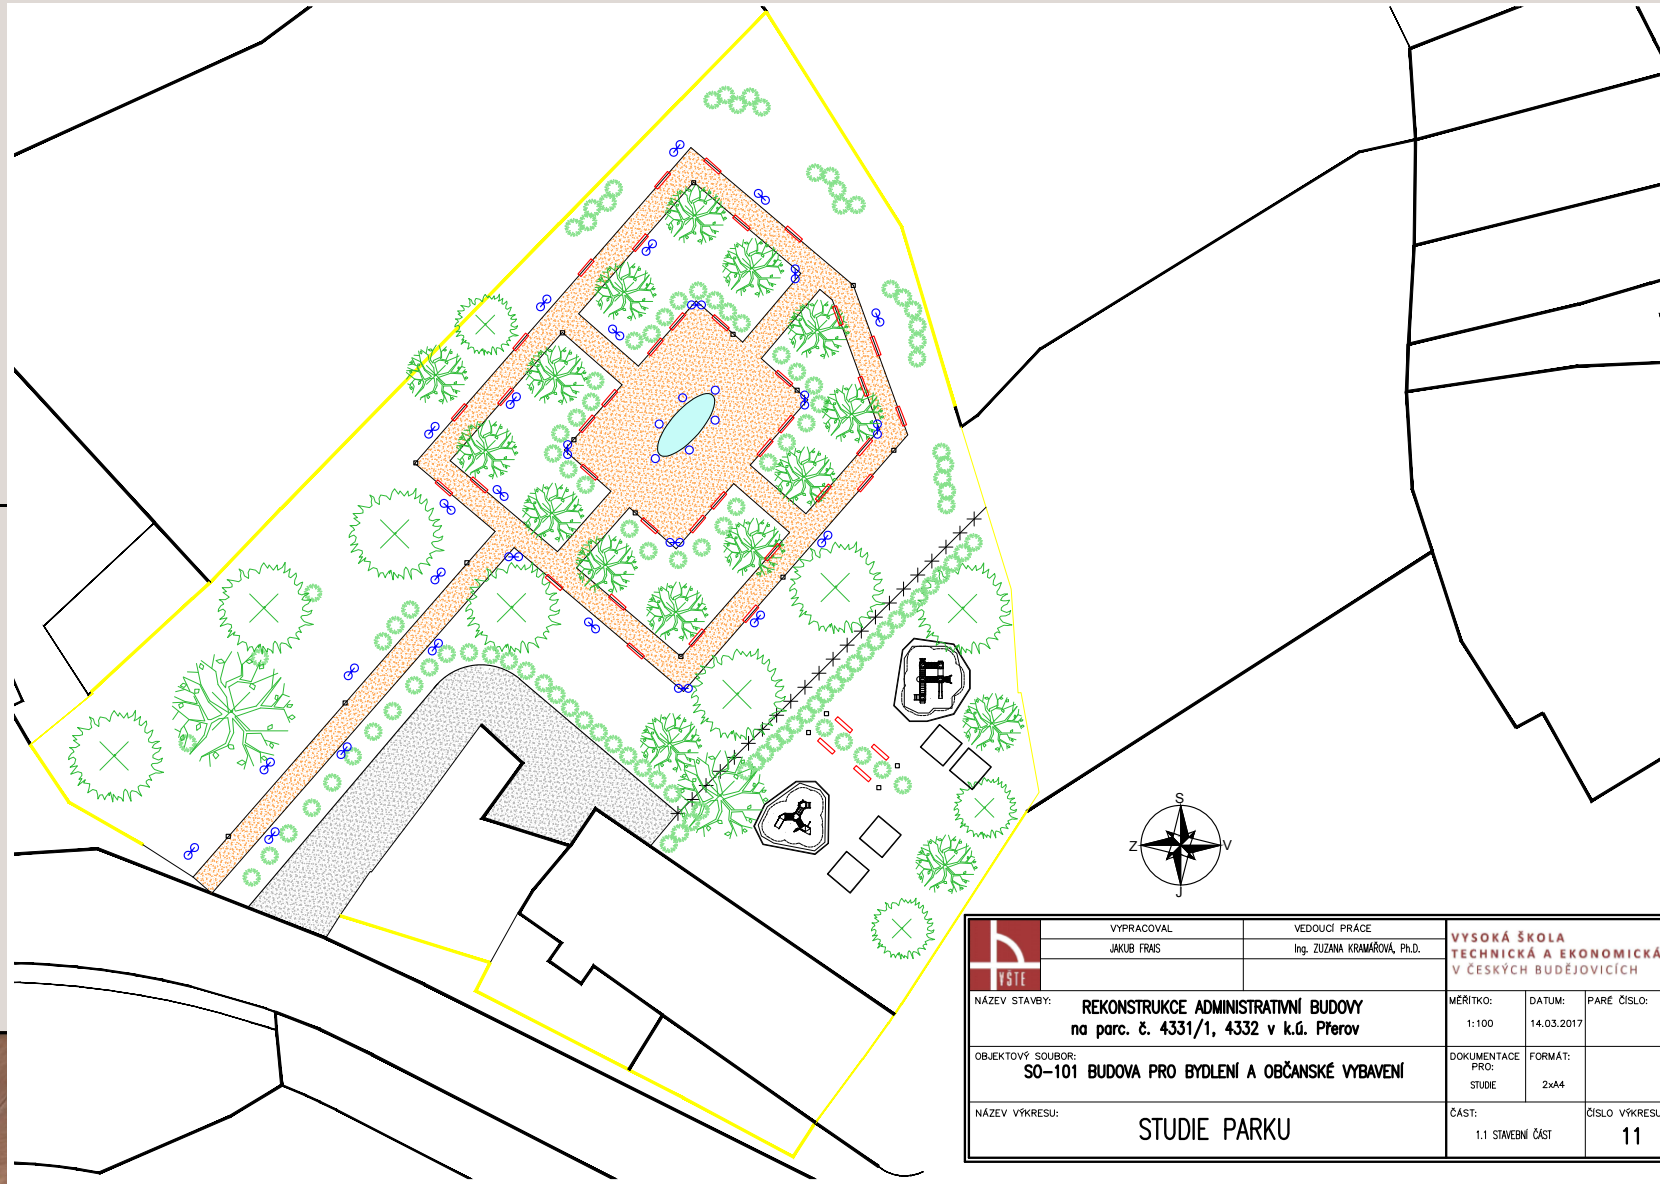 S
Z
V
J
VŠTE
VYPRACOVAL
VEDOUCÍ PRÁCE
JAKUB FRAIS
Ing. ZUZANA KRAMÁŘOVÁ, Ph.D.
VYSOKÁ ŠKOLA
TECHNICKÁ A EKONOMICKÁ
V ČESKÝCH BUDĚJOVICÍCH
NÁZEV STAVBY:
REKONSTRUKCE ADMINISTRATIVNÍ BUDOVY
na parc. č. 4331/1, 4332 v k.ú. Přerov
MĚŘÍTKO:
1:100
DATUM:
14.03.2017
PARÉ ČÍSLO:
OBJEKTOVÝ SOUBOR:
SO-101 BUDOVA PRO BYDLENÍ A OBČANSKÉ VYBAVENÍ
DOKUMENTACE
PRO:
STUDIE
FORMÁT:
2xA4
NÁZEV VÝKRESU:
STUDIE PARKU
ČÁST:
1.1 STAVEBNÍ ČÁST
ČÍSLO VÝKRESU
11